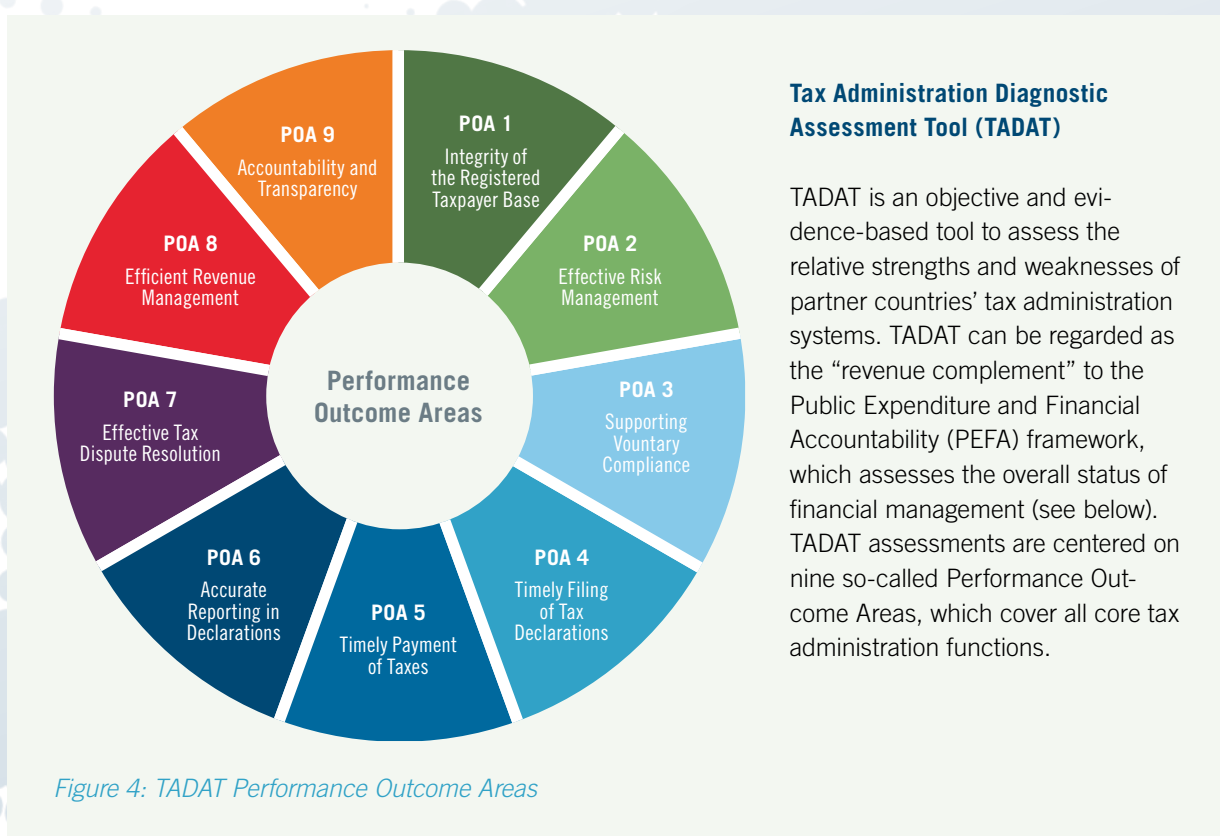 POA 1
Integrity of
the Registered
Taxpayer Base
POA 2
Effective Risk
Management
POA 3
Supporting
Vountary
Compliance
POA 4
Timely Filing
of Tax
Declarations
POA 5
Timely Payment
of Taxes
POA 6
Accurate
Reporting in
Declarations
POA 7
Effective Tax
Dispute Resolution
POA 8
Efficient Revenue
Management
POA 9
Accountability and
Transparency
Performance
Outcome Areas
Figure 4: TADAT Performance Outcome Areas
Tax Administration Diagnostic
Assessment Tool (TADAT)
TADAT is an objective and evi-
dence-based tool to assess the
relative strengths and weaknesses of
partner countries’ tax administration
systems. TADAT can be regarded as
the “revenue complement” to the
Public Expenditure and Financial
Accountability (PEFA) framework,
which assesses the overall status of
financial management (see below).
TADAT assessments are centered on
nine so-called Performance Out-
come Areas, which cover all core tax
administration functions.